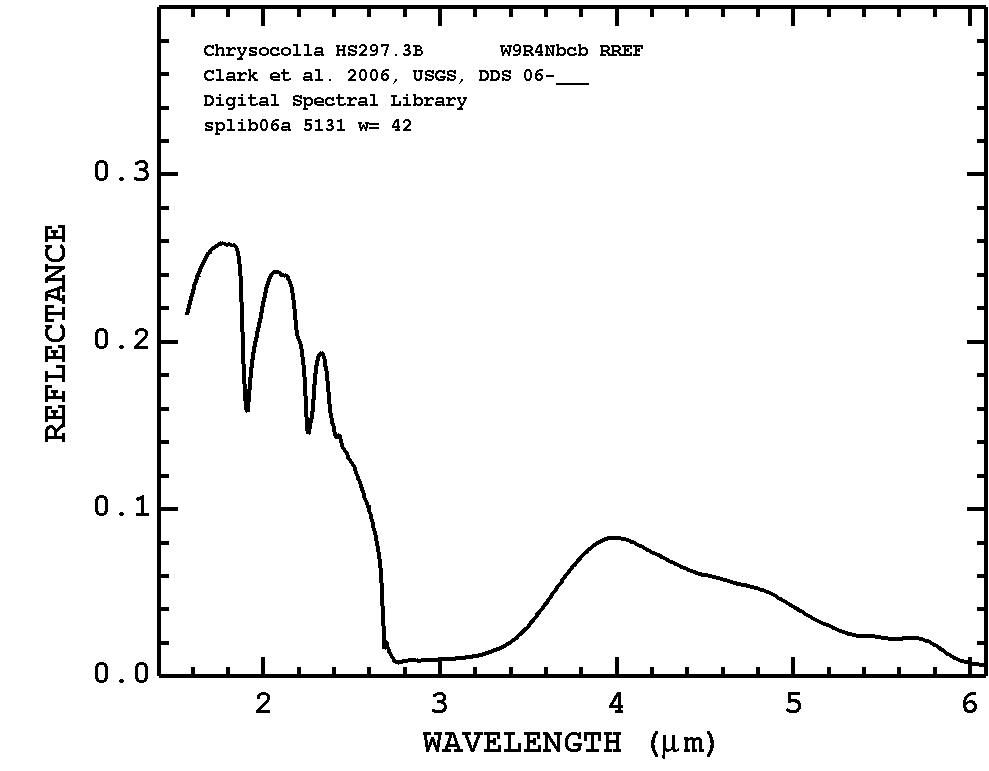 Chrysocolla HS297.3B W9R4Nbcb RREF
Clark et al. 2006, USGS, DDS 06-___
Digital Spectral Library
splib06a 5131 w= 42
0.3
0.2
0.1
0.0
REFLECTANCE
2 3 4 5 6
WAVELENGTH (μm)